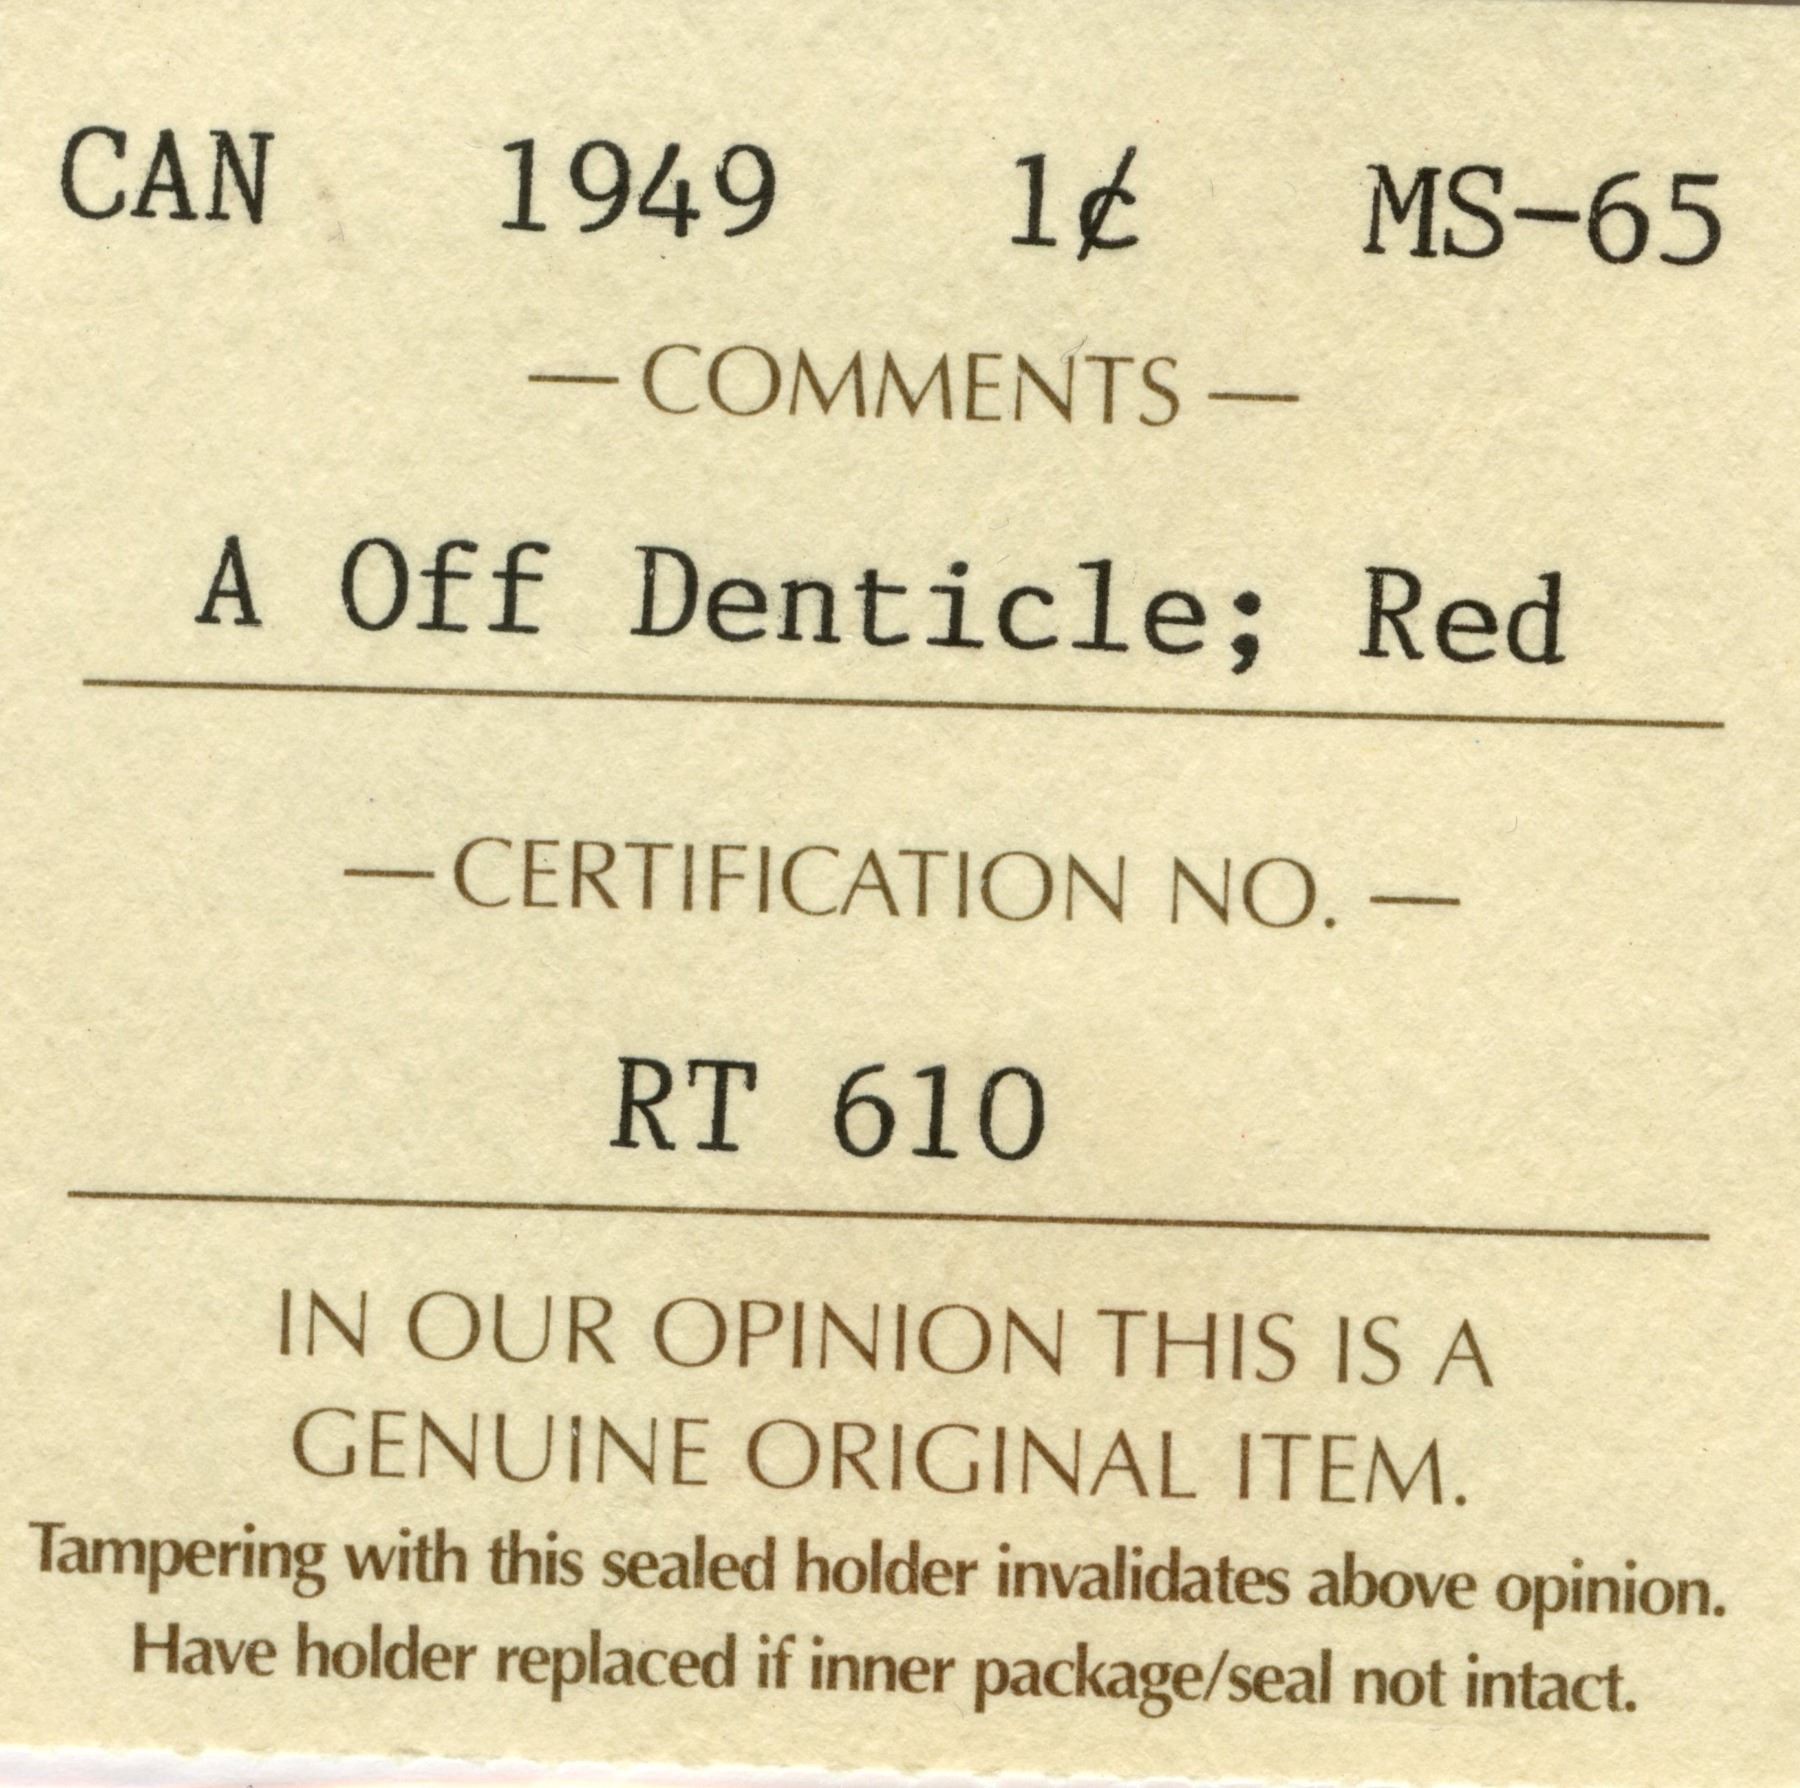 CAN 1949 1¢ MS-65
— COMMENTS —
A Off Denticle; Red
— CERTIFICATION NO. —
RT 610
IN OUR OPINION THIS IS A
GENUINE ORIGINAL ITEM.
Tampering with this sealed holder invalidates above opinion.
Have holder replaced if inner package/seal not intact.